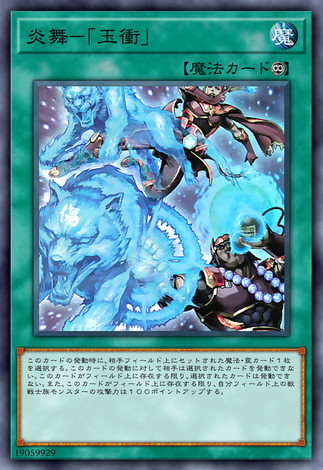 炎舞－「玉衝」
魔
【魔法カード】
このカードの発動時に、相手フィールド上にセットされた魔法・罠カード１枚
を選択する。このカードの発動に対して相手は選択されたカードを発動できな
い。このカードがフィールド上に存在する限り、選択されたカードは発動でき
ない。また、このカードがフィールド上に存在する限り、自分フィールド上の獣
戦士族モンスターの攻撃力は１００ポイントアップする。
19059929